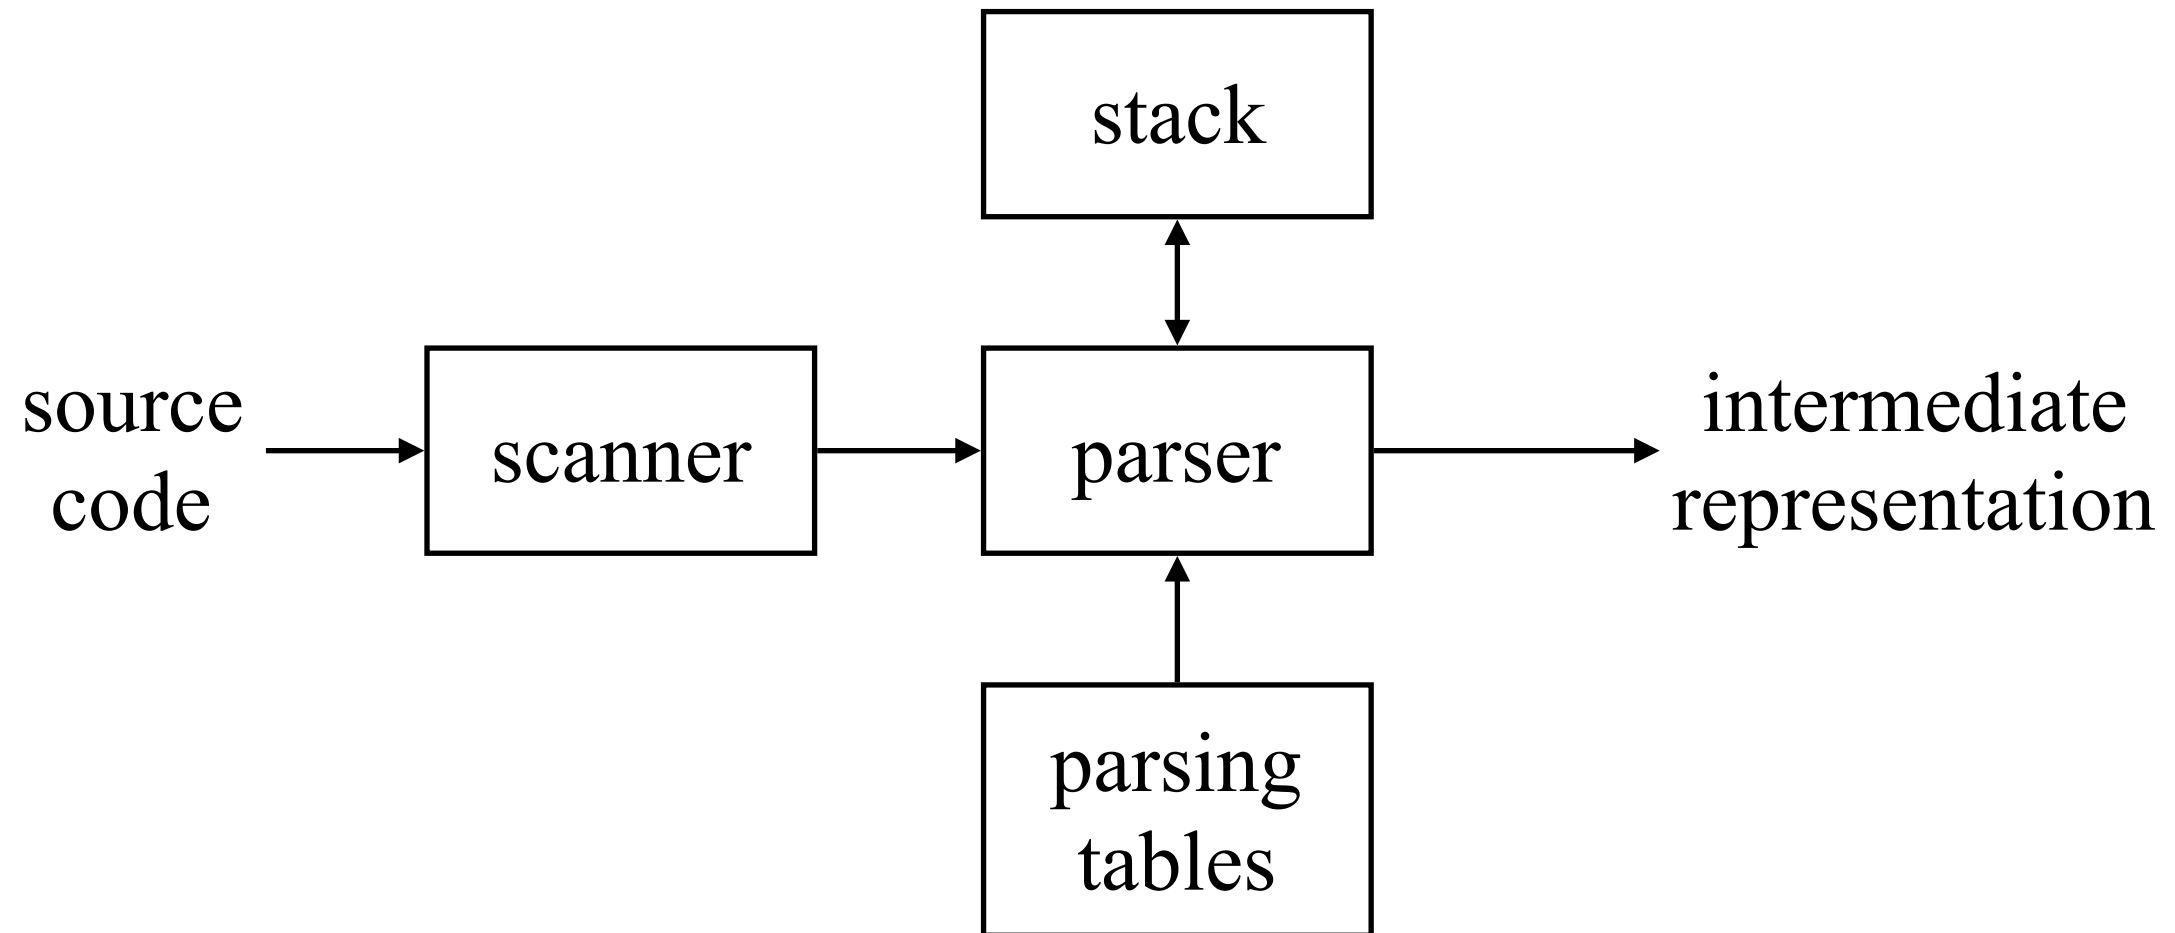 stack
source
code
scanner
parser
intermediate
representation
parsing
tables